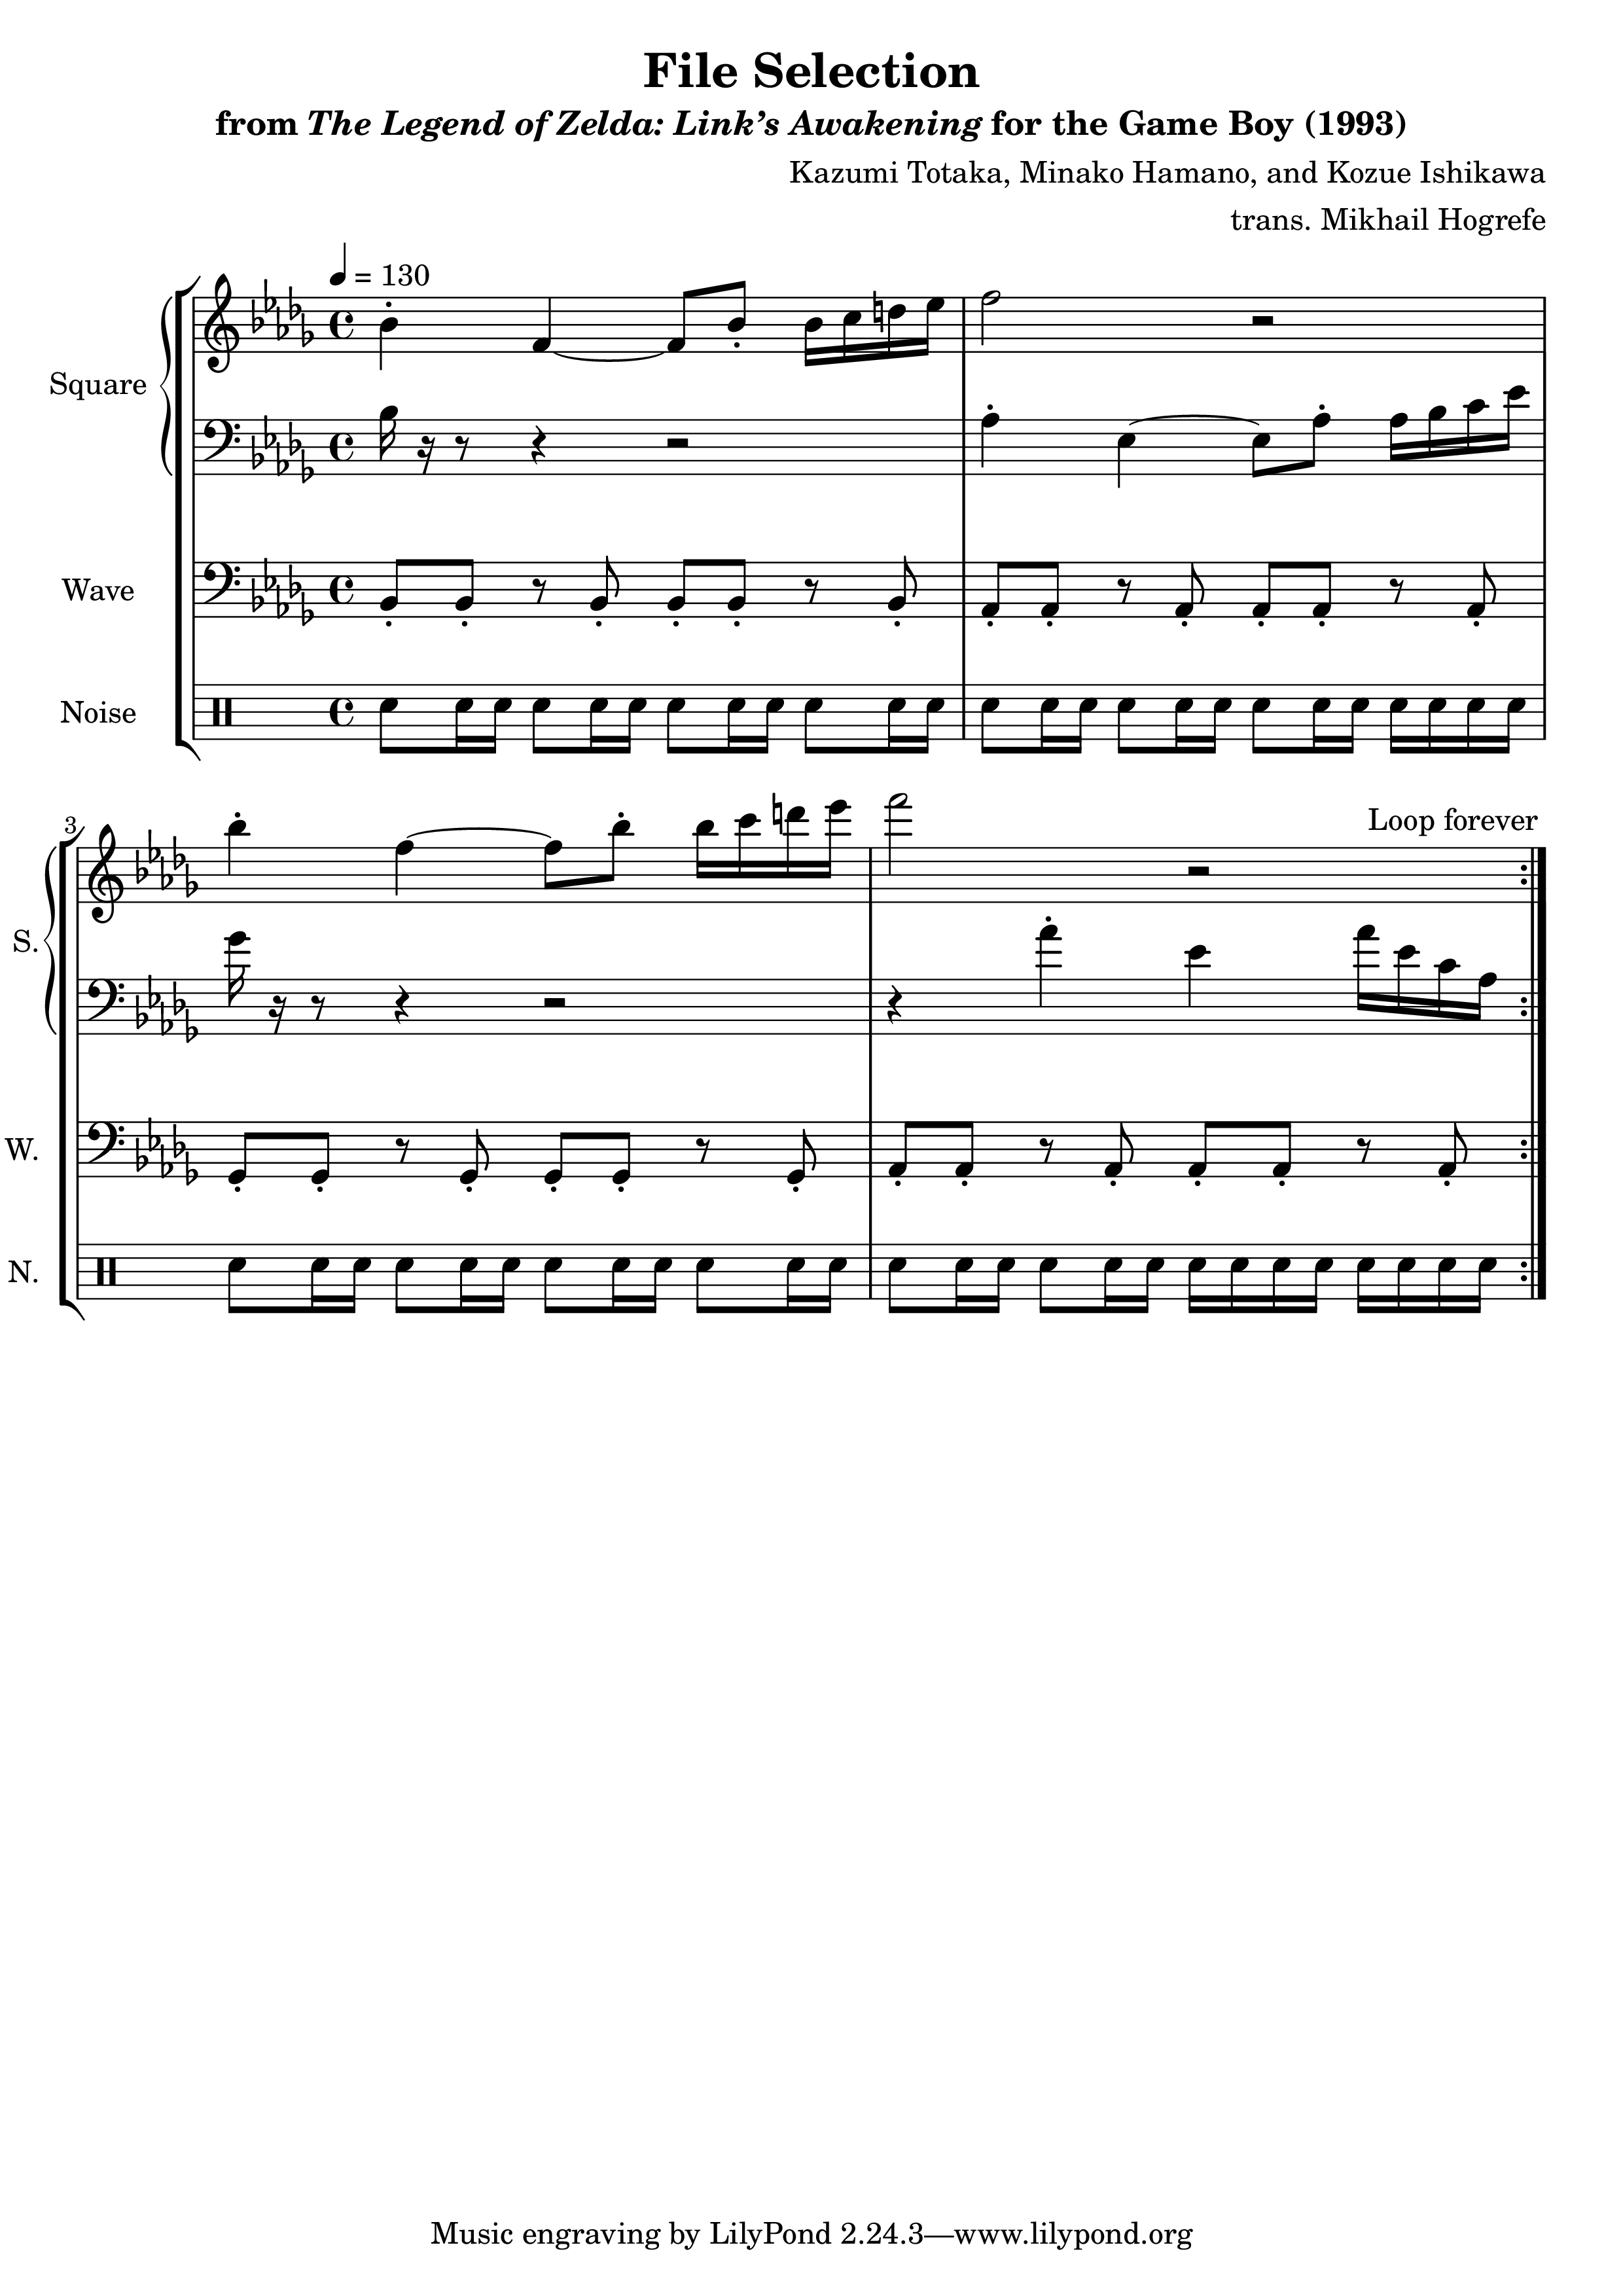 File Selection
from The Legend of Zelda: Link’s Awakening for the Game Boy (1993)
Kazumi Totaka, Minako Hamano, and Kozue Ishikawa
trans. Mikhail Hogrefe
= 130
Square
Wave
Noise
3
Loop forever
S.
W.
N.
Music engraving by LilyPond 2.24.3—www.lilypond.org